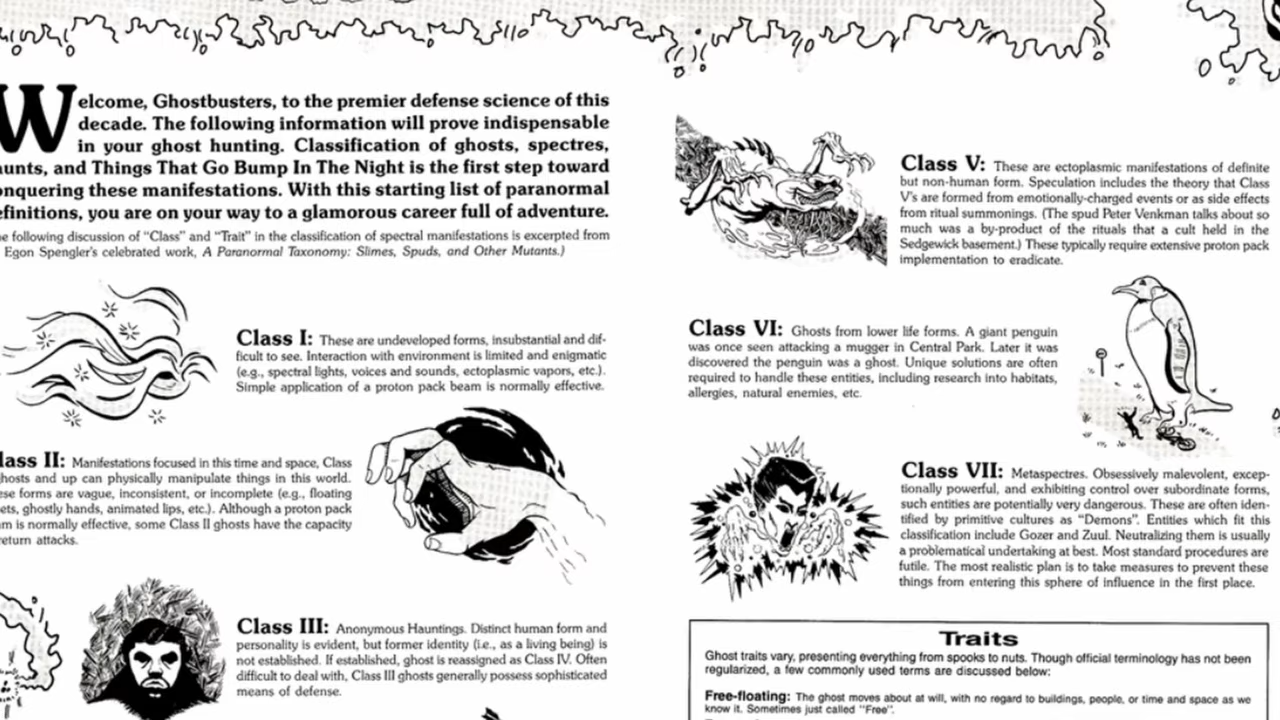 Welcome, Ghostbusters, to the premier defense science of this
decade. The following information will prove indispensable
in your ghost hunting. Classification of ghosts, spectres,
aunts, and Things That Go Bump In The Night is the first step toward
onquering these manifestations. With this starting list of paranormal
efinitions, you are on your way to a glamorous career full of adventure.
e following discussion of "Class" and "Trait" in the classification of spectral manifestations is excerpted from
Egon Spengler's celebrated work, A Paranormal Taxonomy: Slimes, Spuds, and Other Mutants.)
Class I: These are undeveloped forms, insubstantial and dif-
ficult to see. Interaction with environment is limited and enigmatic
(e.g., spectral lights, voices and sounds, ectoplasmic vapors, etc.).
Simple application of a proton pack beam is normally effective.
lass II: Manifestations focused in this time and space, Class
hosts and up can physically manipulate things in this world.
ese forms are vague, inconsistent, or incomplete (e.g., floating
ets, ghostly hands, animated lips, etc.). Although a proton pack
am is normally effective, some Class II ghosts have the capacity
return attacks.
Class III: Anonymous Hauntings. Distinct human form and
personality is evident, but former identity (i.e., as a living being) is
not established. If established, ghost is reassigned as Class IV. Often
difficult to deal with, Class III ghosts generally possess sophisticated
means of defense.
Class V: These are ectoplasmic manifestations of definite
but non-human form. Speculation includes the theory that Class
V's are formed from emotionally-charged events or as side effects
from ritual summonings. (The spud Peter Venkman talks about so
much was a by-product of the rituals that a cult held in the
Sedgewick basement.) These typically require extensive proton pack
implementation to eradicate.
Class VI: Ghosts from lower life forms. A giant penguin
was once seen attacking a mugger in Central Park. Later it was
discovered the penguin was a ghost. Unique solutions are often
required to handle these entities, including research into habitats,
allergies, natural enemies, etc.
Class VII: Metaspectres. Obsessively malevolent, excep-
tionally powerful, and exhibiting control over subordinate forms,
such entities are potentially very dangerous. These are often iden-
tified by primitive cultures as "Demons". Entities which fit this
classification include Gozer and Zuul. Neutralizing them is usually
a problematical undertaking at best. Most standard procedures are
futile. The most realistic plan is to take measures to prevent these
things from entering this sphere of influence in the first place.
Traits
Ghost traits vary, presenting everything from spooks to nuts. Though official terminology has not been
regularized, a few commonly used terms are discussed below:
Free-floating: The ghost moves about at will, with no regard to buildings, people, or time and space as we
know it. Sometimes just called "Free".